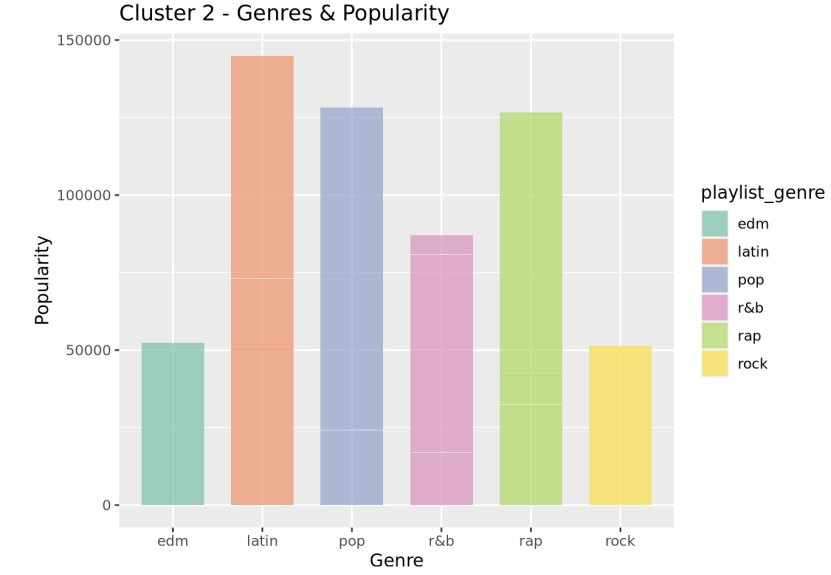 Cluster 2 - Genres & Popularity
150000
100000
50000
0
Popularity
edm latin pop r&b rap rock
Genre
playlist_genre
edm
latin
pop
r&b
rap
rock